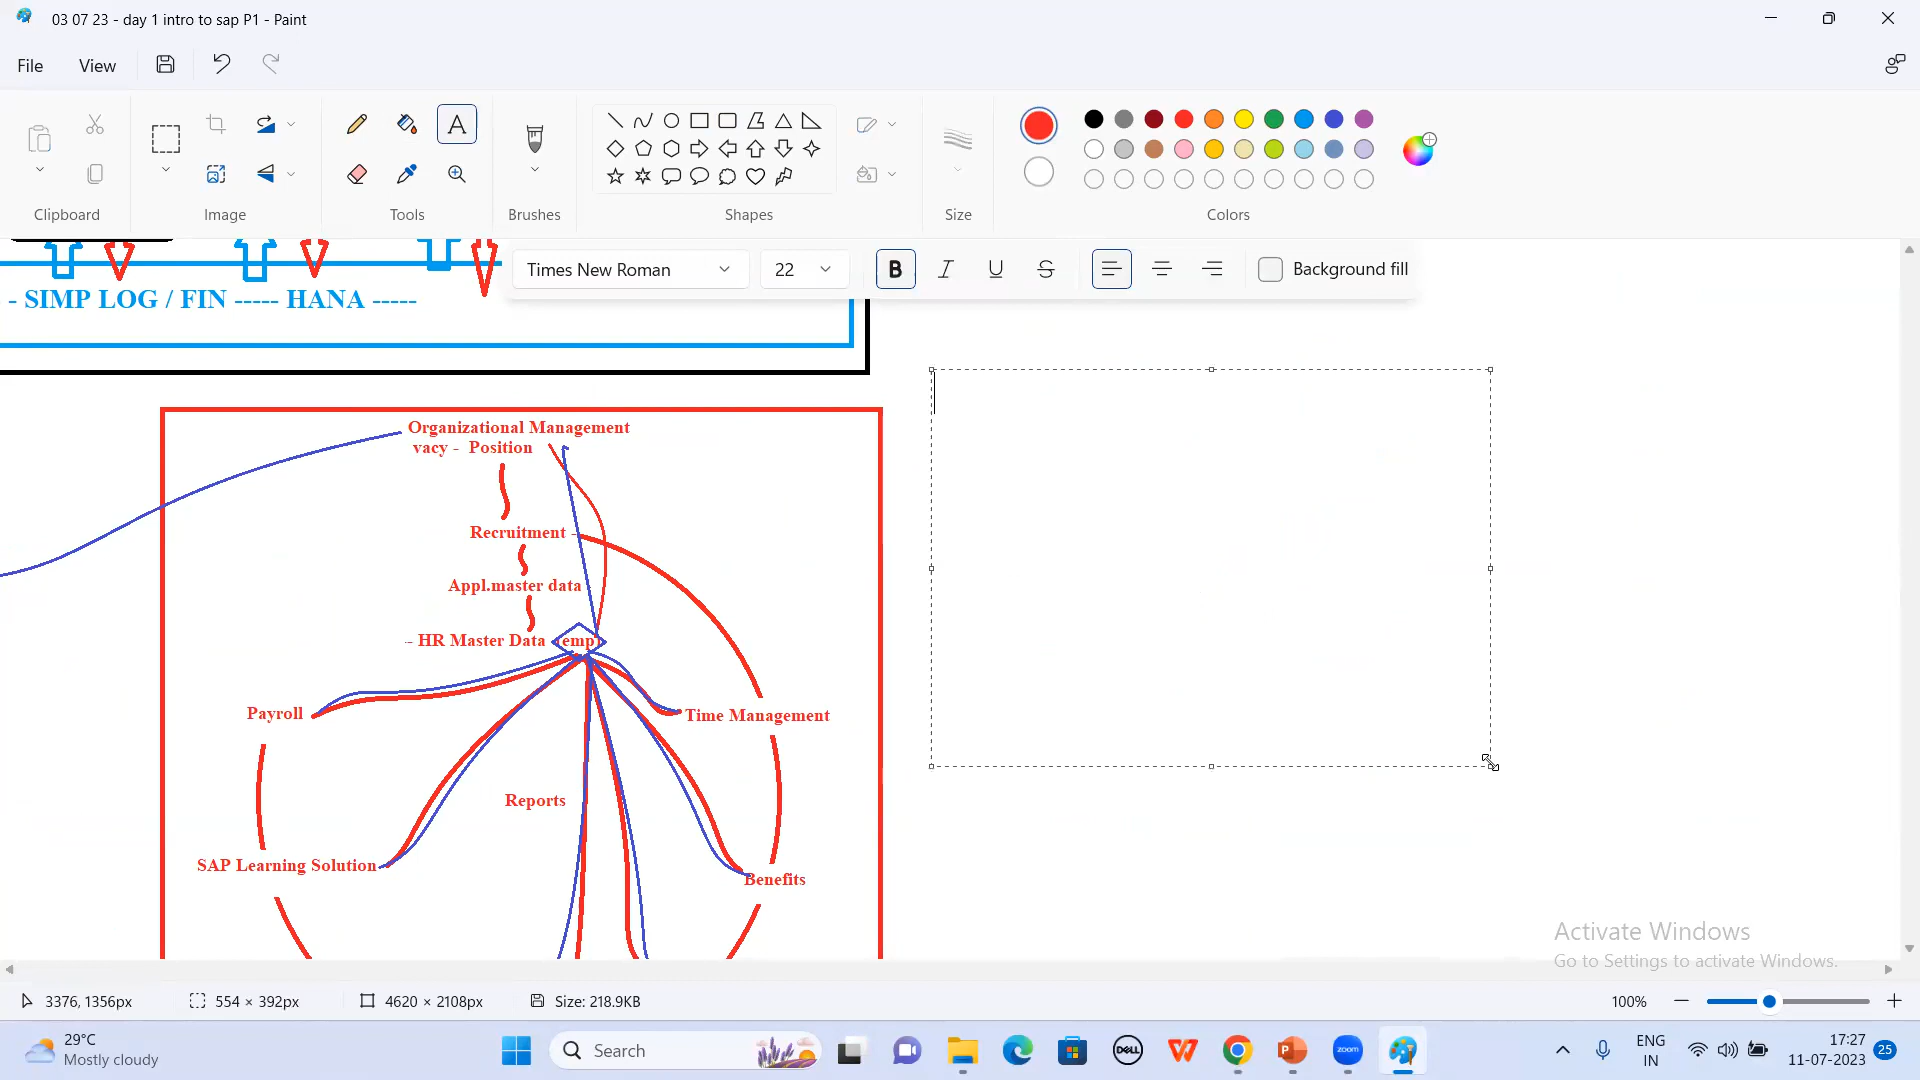 03 07 23 - day 1 intro to sap P1 - Paint
File View
Clipboard
Image
Tools
Brushes
Shapes
Size
Colors
Times New Roman 22 B I U S Background fill
- SIMP LOG / FIN ----- HANA -----
Organizational Management
vacy - Position
Recruitment -
Appl.master data
-- HR Master Data (emp)
Payroll
Time Management
Reports
SAP Learning Solution
Benefits
Activate Windows
Go to Settings to activate Windows.
3376, 1356px 554 × 392px 4620 × 2108px Size: 218.9KB 100%
29°C
Mostly cloudy
Search
DELL
zoom
ENG
IN
17:27
11-07-2023
25